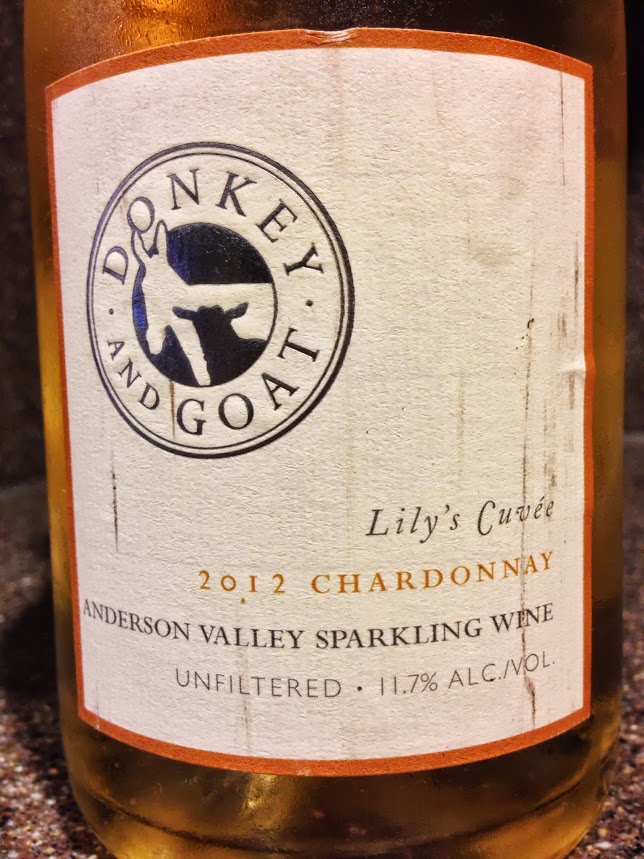 DONKEY
AND
GOAT
Lily's Cuvée
2012 CHARDONNAY
ANDERSON VALLEY SPARKLING WINE
UNFILTERED • 11.7% ALC./VOL.